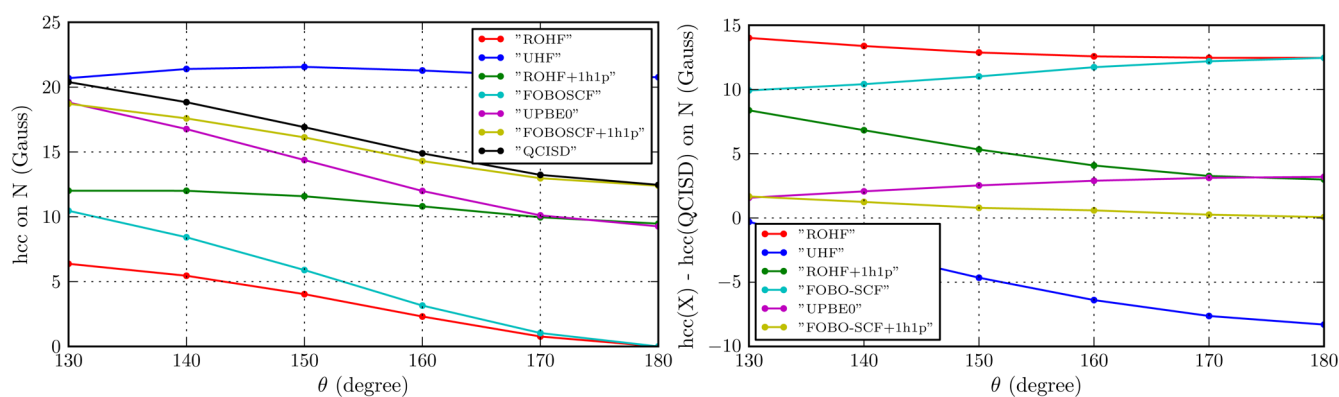 25
20
15
10
5
0
hcc on N (Gauss)
"ROHF"
"UHF"
"ROHF+1h1p"
"FOBOSCF"
"UPBE0"
"FOBOSCF+1h1p"
"QCISD"
130 140 150 160 170 180
θ (degree)
15
10
5
0
−5
−10
hcc(X) - hcc(QCISD) on N (Gauss)
"ROHF"
"UHF"
"ROHF+1h1p"
"FOBO-SCF"
"UPBE0"
"FOBO-SCF+1h1p"
130 140 150 160 170 180
θ (degree)